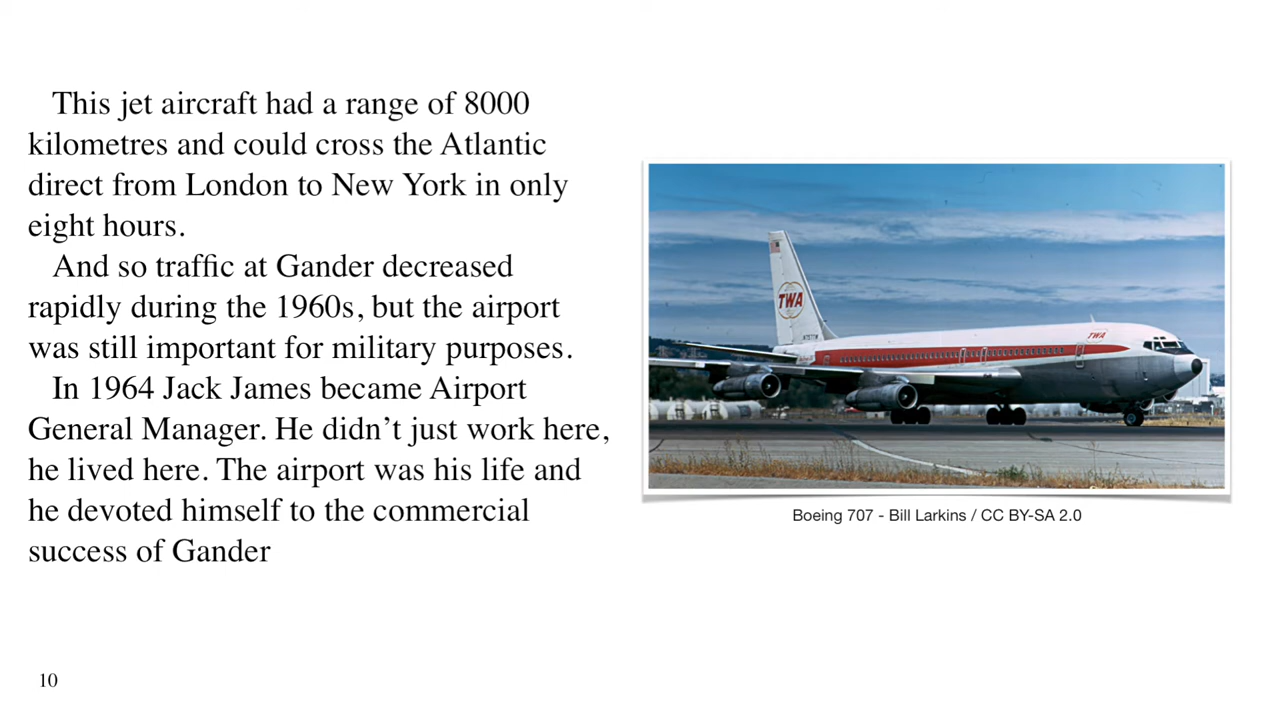 This jet aircraft had a range of 8000
kilometres and could cross the Atlantic
direct from London to New York in only
eight hours.
And so traffic at Gander decreased
rapidly during the 1960s, but the airport
was still important for military purposes.
In 1964 Jack James became Airport
General Manager. He didn’t just work here,
he lived here. The airport was his life and
he devoted himself to the commercial
success of Gander
TWA
TWA
Boeing 707 - Bill Larkins / CC BY-SA 2.0
10